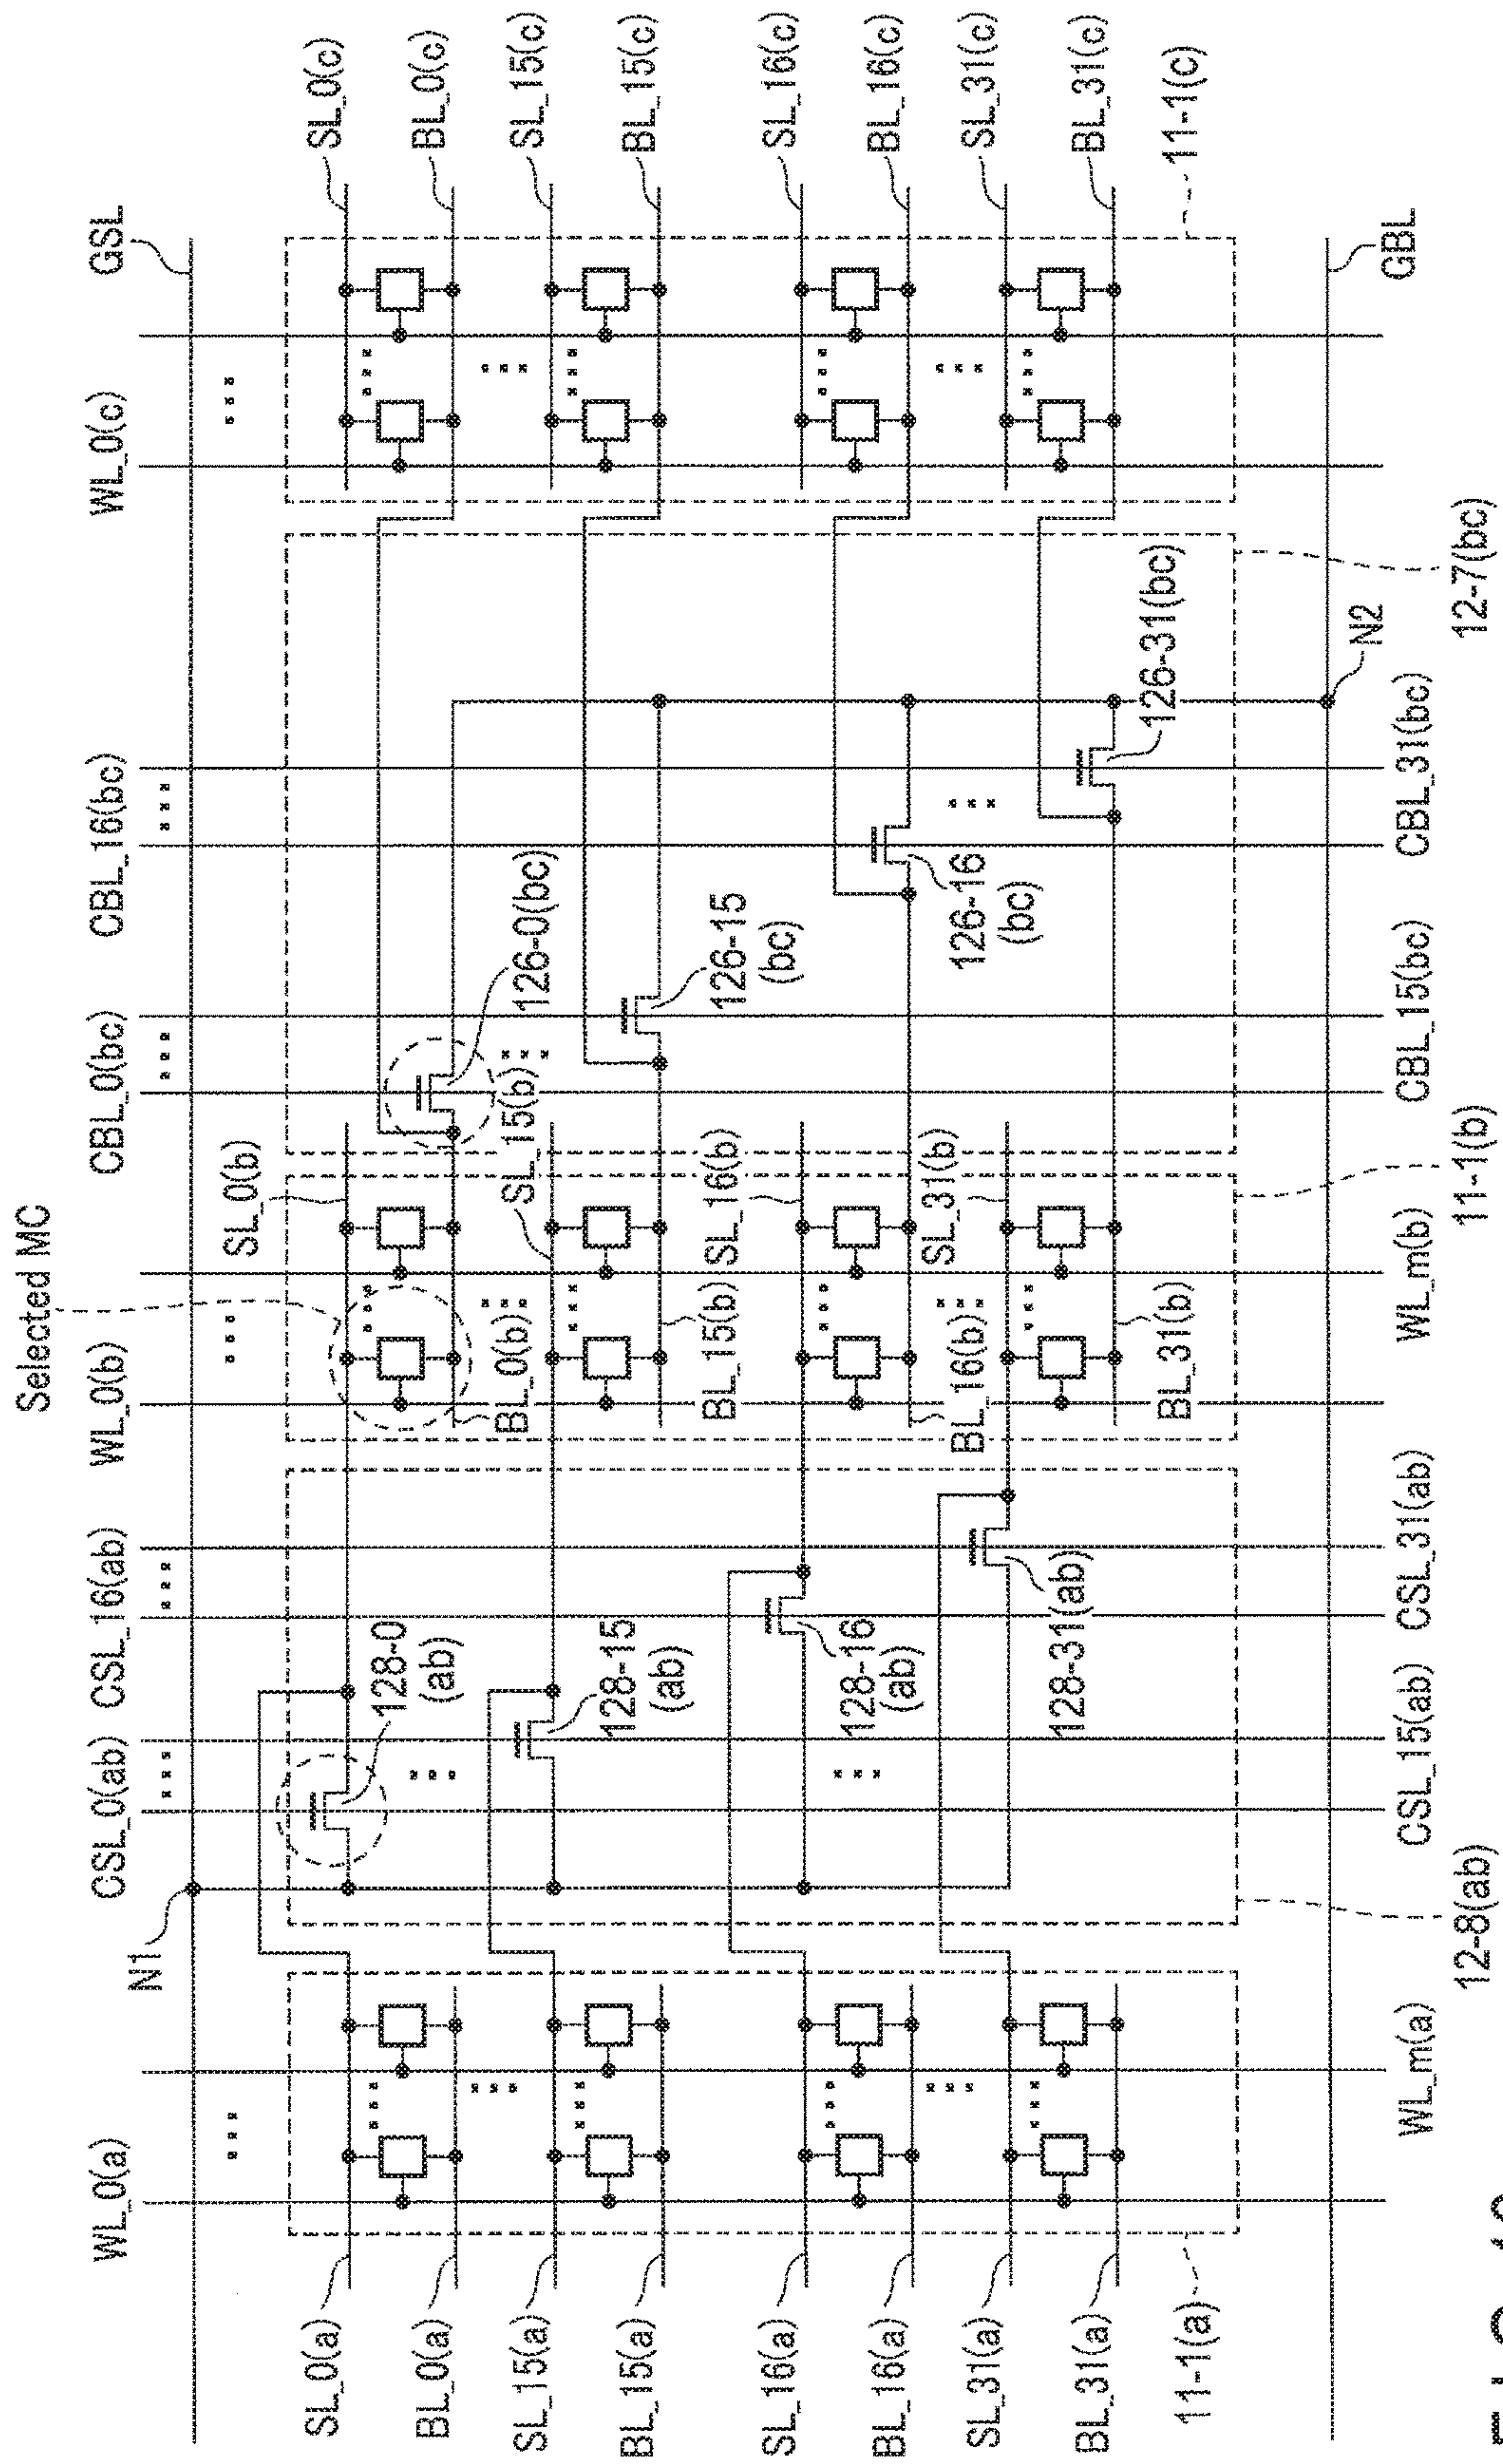 Selected MC
WL_0(a)
N1
CSL_0(ab)
CSL_16(ab)
WL_0(b)
SL_0(b)
CBL_0(bc)
CBL_16(bc)
WL_0(c)
GSL
SL_0(a)
BL_0(a)
SL_15(a)
BL_15(a)
SL_16(a)
BL_16(a)
SL_31(a)
BL_31(a)
11-1(a)
128-0
(ab)
128-15
(ab)
128-16
(ab)
128-31(ab)
BL_0(b)
SL_15(b)
BL_15(b)
SL_16(b)
BL_16(b)
SL_31(b)
BL_31(b)
126-0(bc)
126-15
(bc)
126-16
(bc)
126-31(bc)
SL_0(c)
BL_0(c)
SL_15(c)
BL_15(c)
SL_16(c)
BL_16(c)
SL_31(c)
BL_31(c)
11-1(c)
WL_m(a)
CSL_15(ab)
CSL_31(ab)
WL_m(b)
CBL_15(bc)
CBL_31(bc)
N2
GBL
12-8(ab)
11-1(b)
12-7(bc)